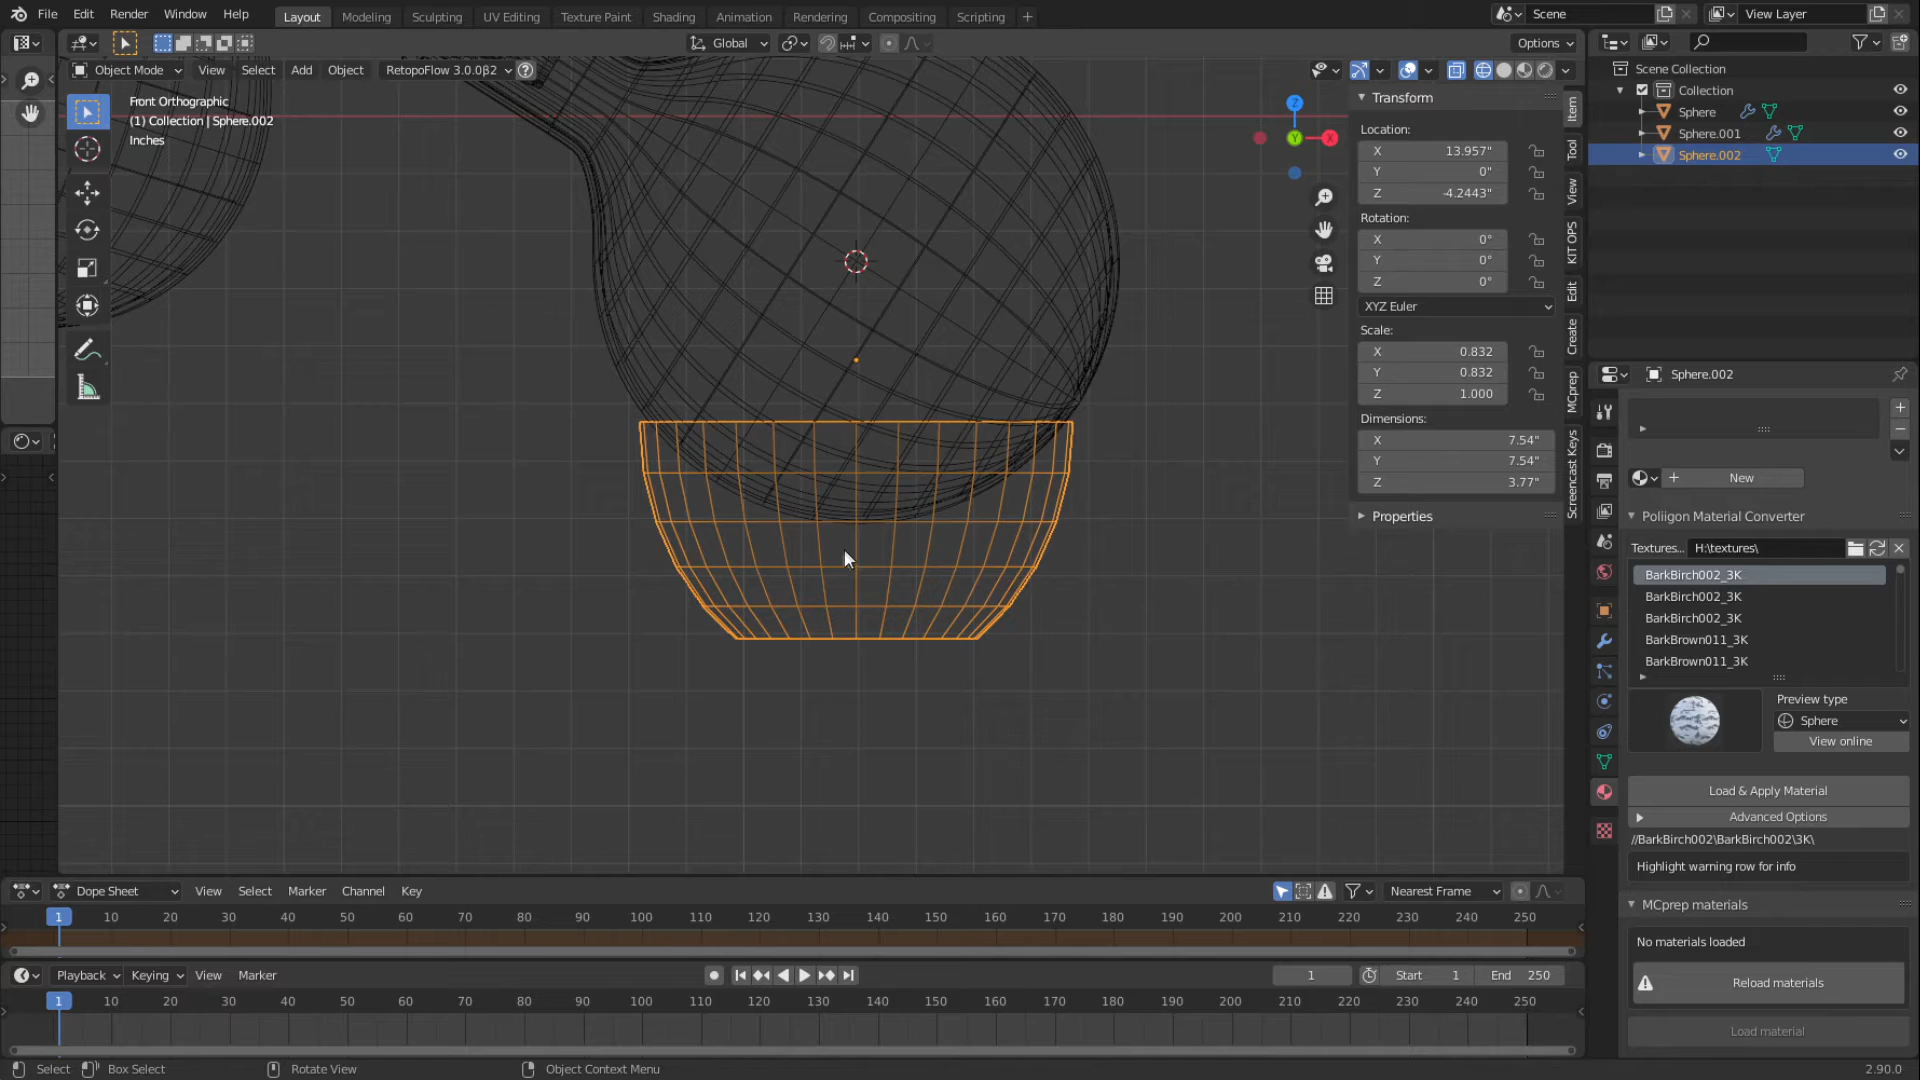 File Edit Render Window Help Layout Modeling Sculpting UV Editing Texture Paint Shading Animation Rendering Compositing Scripting + Scene View Layer
Global Options
Object Mode View Select Add Object RetopoFlow 3.0.0β2 ?
Front Orthographic
(1) Collection | Sphere.002
Inches
Z
Y
X
Transform
Location:
X 13.957"
Y 0"
Z -4.2443"
Rotation:
X 0°
Y 0°
Z 0°
XYZ Euler
Scale:
X 0.832
Y 0.832
Z 1.000
Dimensions:
X 7.54"
Y 7.54"
Z 3.77"
Properties
Item
Tool
View
KIT OPS
Edit
Create
MCprep
Screencast Keys
Scene Collection
Collection
Sphere
Sphere.001
Sphere.002
Sphere.002
+ New
Poliigon Material Converter
Textures... H:\textures\
BarkBirch002_3K
BarkBirch002_3K
BarkBirch002_3K
BarkBrown011_3K
BarkBrown011_3K
Preview type
Sphere
View online
Load & Apply Material
Advanced Options
//BarkBirch002\BarkBirch002\3K\
Highlight warning row for info
MCprep materials
No materials loaded
Reload materials
Load material
Dope Sheet View Select Marker Channel Key Nearest Frame
1 10 20 30 40 50 60 70 80 90 100 110 120 130 140 150 160 170 180 190 200 210 220 230 240 250
Playback Keying View Marker 1 Start 1 End 250
1 10 20 30 40 50 60 70 80 90 100 110 120 130 140 150 160 170 180 190 200 210 220 230 240 250
Select Box Select Rotate View Object Context Menu 2.90.0